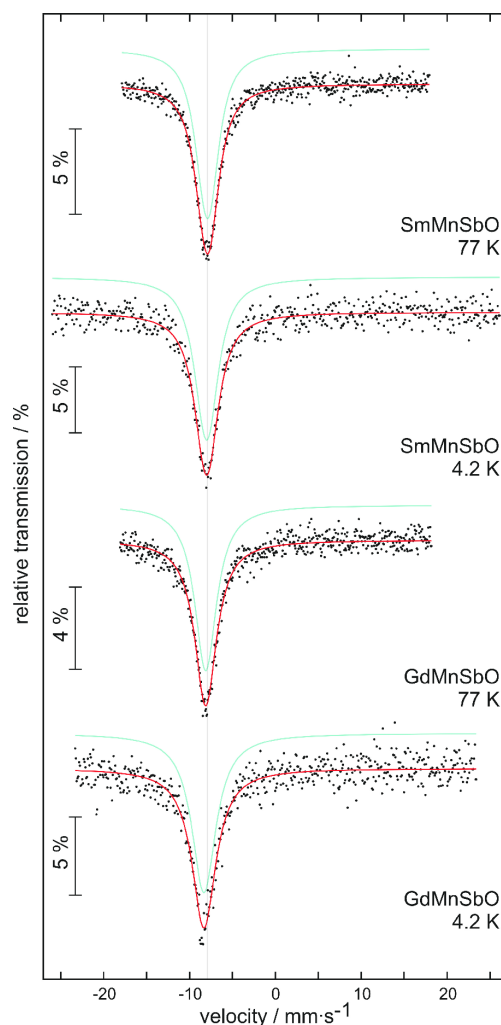 5 %
SmMnSbO
77 K
5 %
SmMnSbO
4.2 K
relative transmission / %
4 %
GdMnSbO
77 K
5 %
GdMnSbO
4.2 K
-20 -10 0 10 20
velocity / mm·s⁻¹